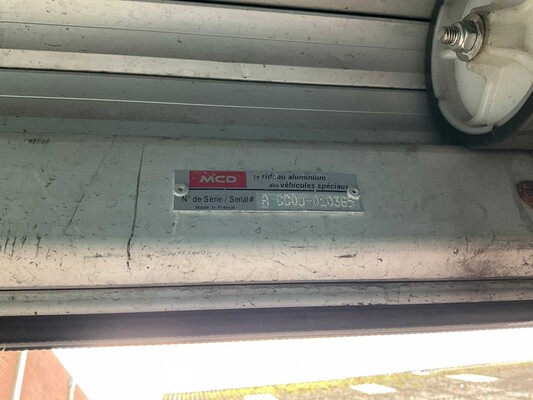 MCD
Le rideau aluminium
des véhicules spéciaux
N° de Série / Serial #
Made in France